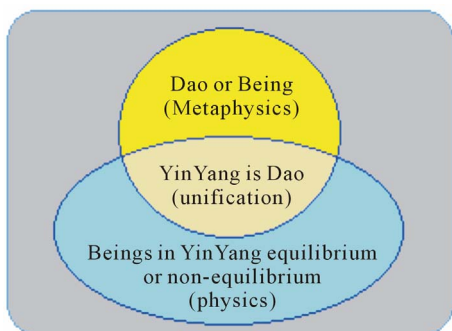 Dao or Being
(Metaphysics)
YinYang is Dao
(unification)
Beings in YinYang equilibrium
or non-equilibrium
(physics)